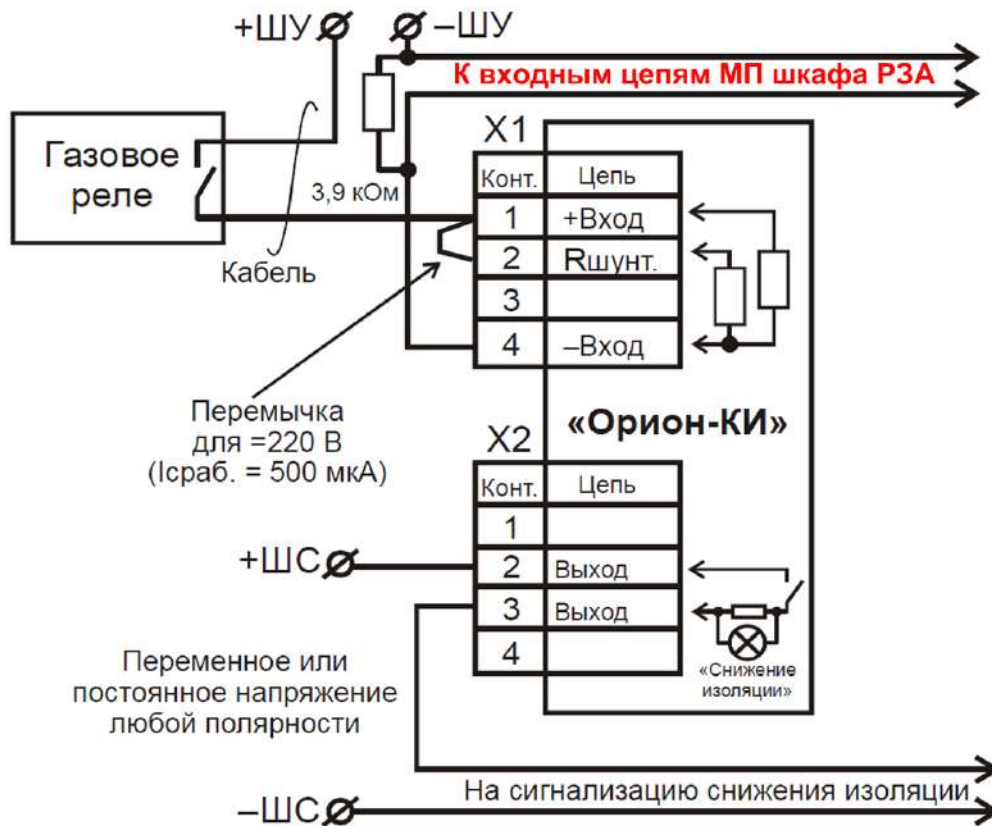 +ШУ
–ШУ
К входным цепям МП шкафа РЗА
Газовое
реле
3,9 кОм
Кабель
X1
Конт. Цепь
1 +Вход
2 Rшунт.
3
4 –Вход
Перемычка
для =220 В
(Iсраб. = 500 мкА)
«Орион-КИ»
X2
Конт. Цепь
1
2 Выход
3 Выход
4
+ШС
«Снижение
изоляции»
Переменное или
постоянное напряжение
любой полярности
На сигнализацию снижения изоляции
–ШС